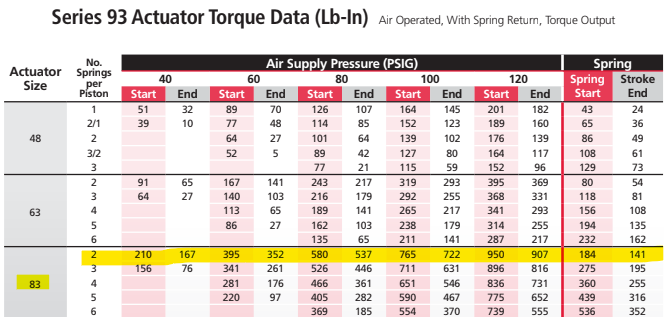 Series 93 Actuator Torque Data (Lb-In) Air Operated, With Spring Return, Torque Output
Actuator Size No. Springs per Piston Air Supply Pressure (PSIG) Spring
40 60 80 100 120 Spring Start Stroke End
Start End Start End Start End Start End Start End
48
1 51 32 89 70 126 107 164 145 201 182 43 24
2/1 39 10 77 48 114 85 152 123 189 160 65 36
2 64 27 101 64 139 102 176 139 86 49
3/2 52 5 89 42 127 80 164 117 108 61
3 77 21 115 59 152 96 129 73
63
2 91 65 167 141 243 217 319 293 395 369 80 54
3 64 27 140 103 216 179 292 255 368 331 118 81
4 113 65 189 141 265 217 341 293 156 108
5 86 27 162 103 238 179 314 255 194 135
6 135 65 211 141 287 217 232 162
83
2 210 167 395 352 580 537 765 722 950 907 184 141
3 156 76 341 261 526 446 711 631 896 816 275 195
4 281 176 466 361 651 546 836 731 360 255
5 220 97 405 282 590 467 775 652 439 316
6 369 185 554 370 739 555 536 352